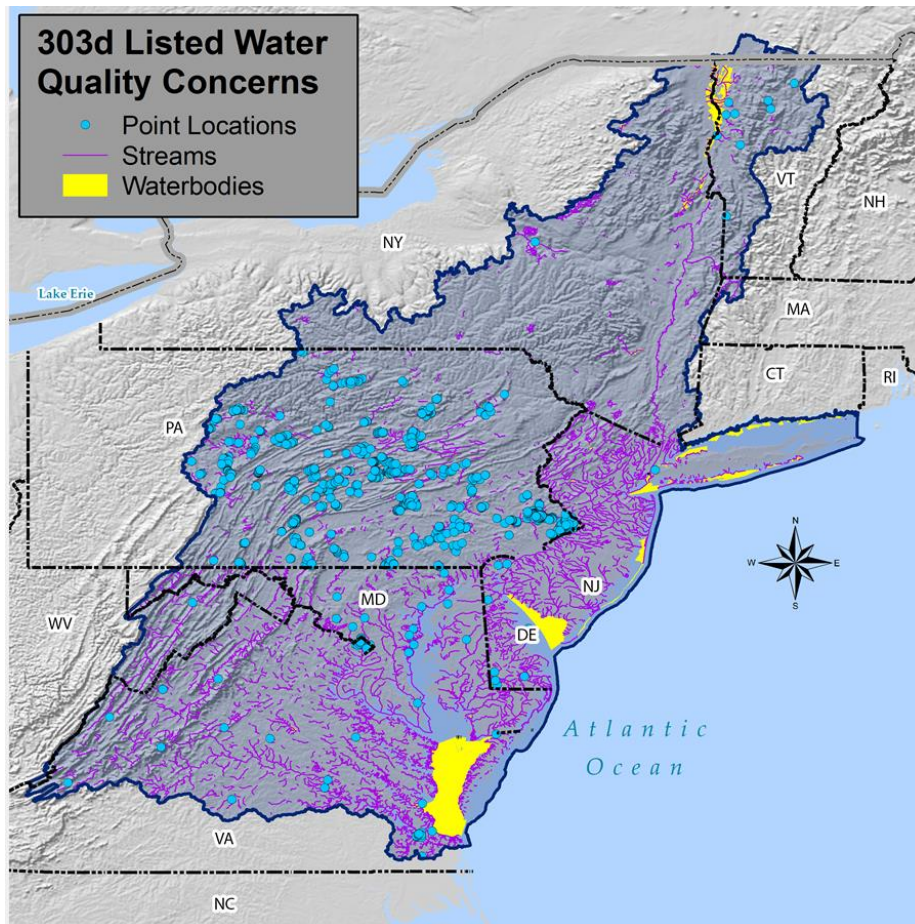 303d Listed Water
Quality Concerns
Point Locations
Streams
Waterbodies
VT
NH
NY
Lake Erie
MA
CT
RI
PA
N
W
E
S
NJ
MD
WV
DE
Atlantic
Ocean
VA
NC